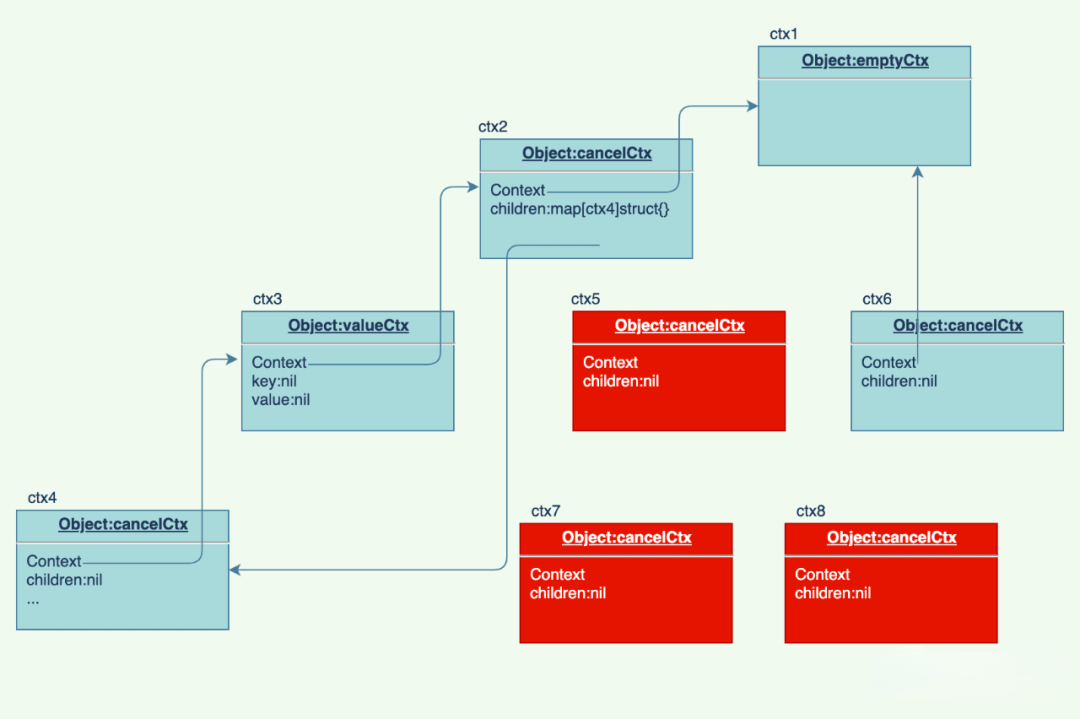 ctx1
Object:emptyCtx
ctx2
Object:cancelCtx
Context
children:map[ctx4]struct{}
ctx3
Object:valueCtx
Context
key:nil
value:nil
ctx5
Object:cancelCtx
Context
children:nil
ctx6
Object:cancelCtx
Context
children:nil
ctx4
Object:cancelCtx
Context
children:nil
...
ctx7
Object:cancelCtx
Context
children:nil
ctx8
Object:cancelCtx
Context
children:nil